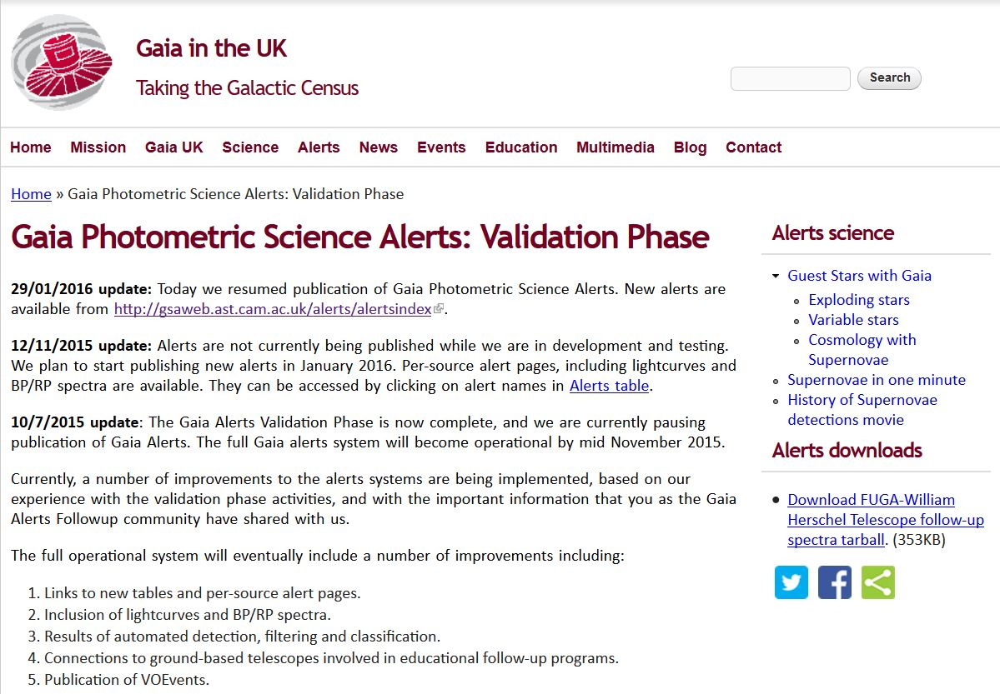 Gaia in the UK
Taking the Galactic Census
Search
Home Mission Gaia UK Science Alerts News Events Education Multimedia Blog Contact
Home » Gaia Photometric Science Alerts: Validation Phase
Gaia Photometric Science Alerts: Validation Phase
29/01/2016 update: Today we resumed publication of Gaia Photometric Science Alerts. New alerts are
available from http://gsaweb.ast.cam.ac.uk/alerts/alertsindex.
12/11/2015 update: Alerts are not currently being published while we are in development and testing.
We plan to start publishing new alerts in January 2016. Per-source alert pages, including lightcurves and
BP/RP spectra are available. They can be accessed by clicking on alert names in Alerts table.
10/7/2015 update: The Gaia Alerts Validation Phase is now complete, and we are currently pausing
publication of Gaia Alerts. The full Gaia alerts system will become operational by mid November 2015.
Currently, a number of improvements to the alerts systems are being implemented, based on our
experience with the validation phase activities, and with the important information that you as the Gaia
Alerts Followup community have shared with us.
The full operational system will eventually include a number of improvements including:
1. Links to new tables and per-source alert pages.
2. Inclusion of lightcurves and BP/RP spectra.
3. Results of automated detection, filtering and classification.
4. Connections to ground-based telescopes involved in educational follow-up programs.
5. Publication of VOEvents.
Alerts science
Guest Stars with Gaia
Exploding stars
Variable stars
Cosmology with
Supernovae
Supernovae in one minute
History of Supernovae
detections movie
Alerts downloads
Download FUGA-William
Herschel Telescope follow-up
spectra tarball. (353KB)